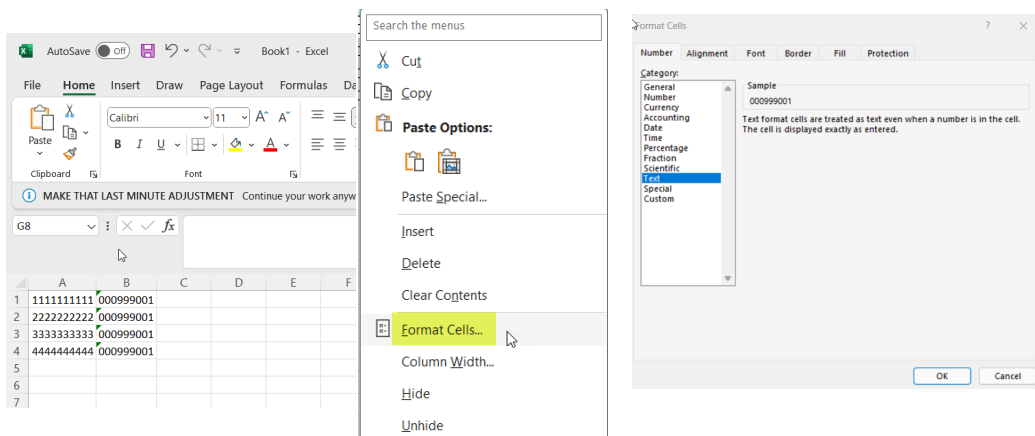 AutoSave Off Book1 - Excel
File Home Insert Draw Page Layout Formulas Da
Paste
Calibri 11 A^ A˅
B I U A
Clipboard Font
MAKE THAT LAST MINUTE ADJUSTMENT Continue your work anyw
G8 fx
A B C D E F
1 1111111111 000999001
2 2222222222 000999001
3 3333333333 000999001
4 4444444444 000999001
5
6
7
Search the menus
Cut
Copy
Paste Options:
Paste Special...
Insert
Delete
Clear Contents
Format Cells...
Column Width...
Hide
Unhide
Format Cells ? ×
Number Alignment Font Border Fill Protection
Category:
General
Number
Currency
Accounting
Date
Time
Percentage
Fraction
Scientific
Text
Special
Custom
Sample
000999001
Text format cells are treated as text even when a number is in the cell.
The cell is displayed exactly as entered.
OK Cancel